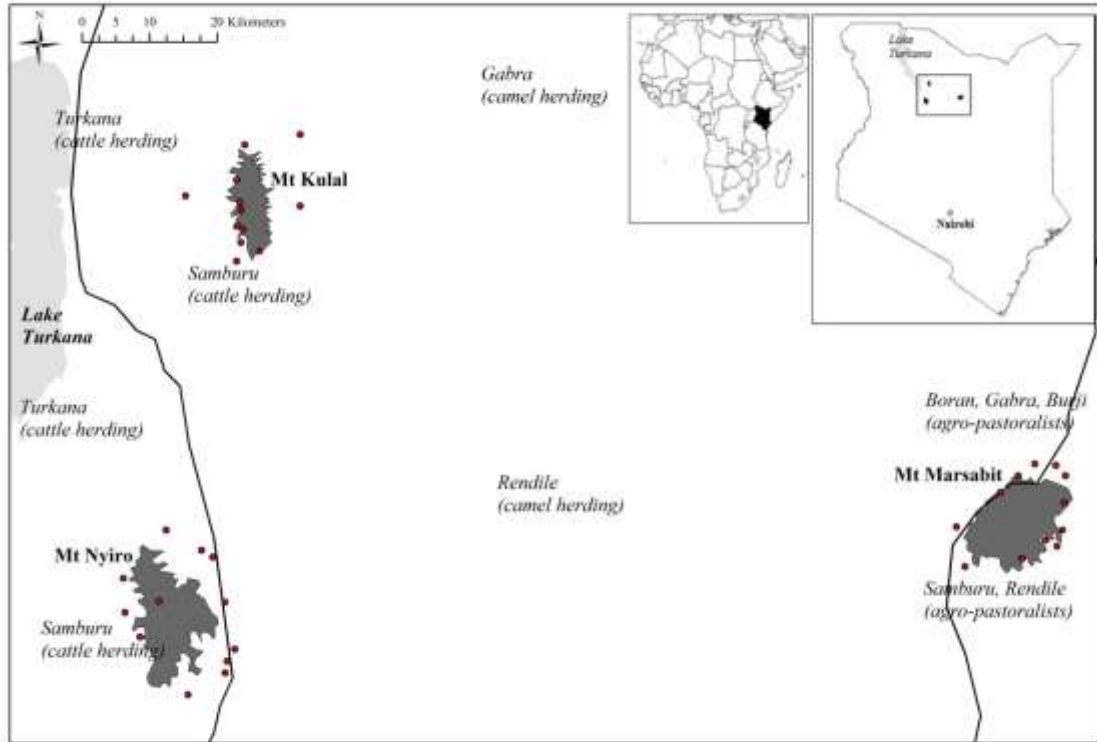 N
0 5 10 20 Kilometers
Gabra
(camel herding)
Lake
Turkana
Turkana
(cattle herding)
Mt Kulal
Nairobi
Samburu
(cattle herding)
Lake
Turkana
Turkana
(cattle herding)
Boran, Gabra, Burji
(agro-pastoralists)
Mt Marsabit
Rendile
(camel herding)
Mt Nyiro
Samburu, Rendile
(agro-pastoralists)
Samburu
(cattle herding)